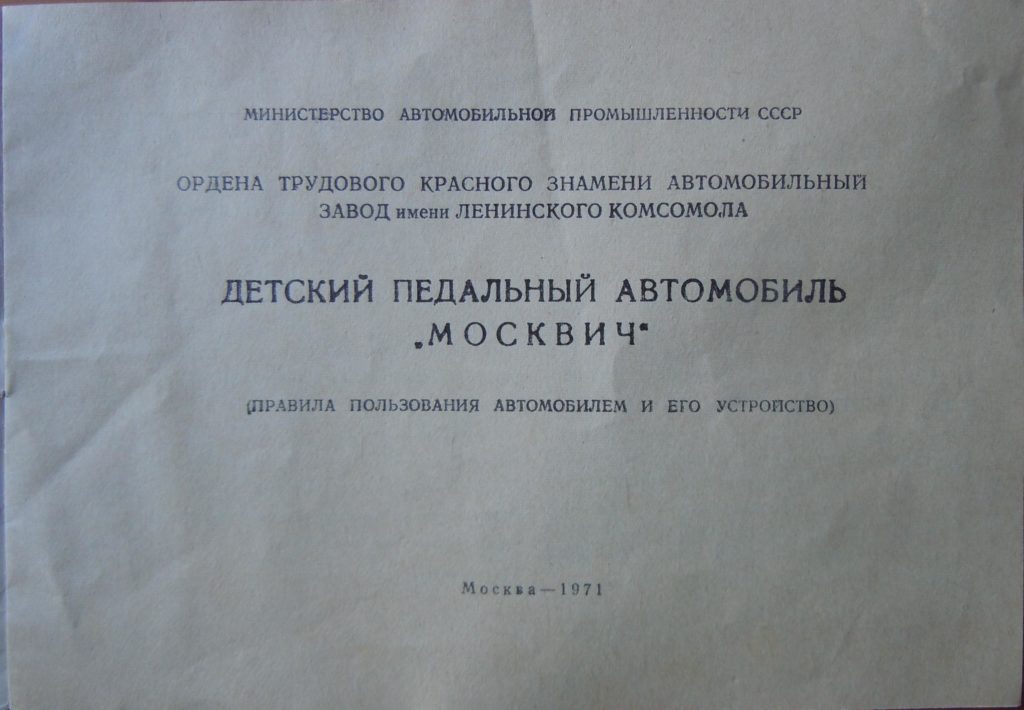 МИНИСТЕРСТВО АВТОМОБИЛЬНОЙ ПРОМЫШЛЕННОСТИ СССР
ОРДЕНА ТРУДОВОГО КРАСНОГО ЗНАМЕНИ АВТОМОБИЛЬНЫЙ
ЗАВОД имени ЛЕНИНСКОГО КОМСОМОЛА
ДЕТСКИЙ ПЕДАЛЬНЫЙ АВТОМОБИЛЬ
„МОСКВИЧ“
(ПРАВИЛА ПОЛЬЗОВАНИЯ АВТОМОБИЛЕМ И ЕГО УСТРОЙСТВО)
Москва—1971